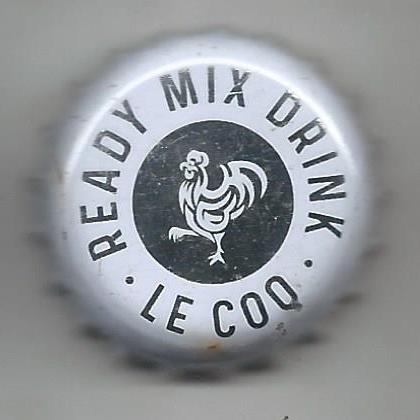 READY MIX DRINK
· LE COQ ·